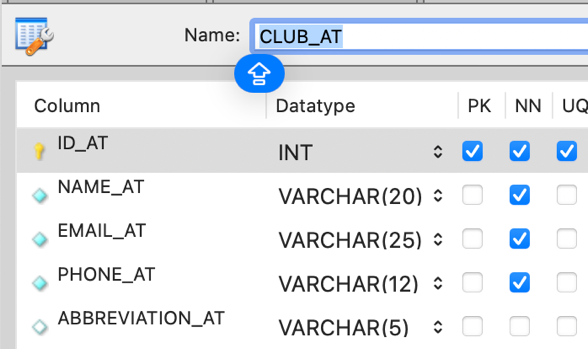 Name: CLUB_AT
Column Datatype PK NN UQ
ID_AT INT
NAME_AT VARCHAR(20)
EMAIL_AT VARCHAR(25)
PHONE_AT VARCHAR(12)
ABBREVIATION_AT VARCHAR(5)